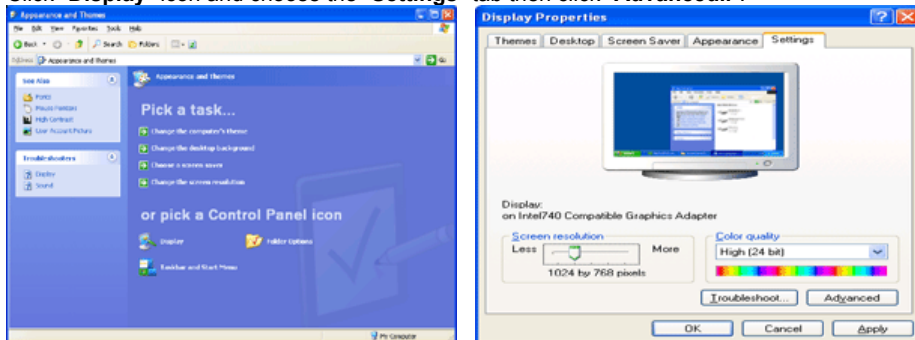 Click "Display" icon and choose the "Settings" tab then click "Advanced..".
Appearance and Themes
File Edit View Favorites Tools Help
Back Search Folders
Address Appearance and Themes Go
See Also
Fonts
Mouse Pointers
High Contrast
User Account Picture
Troubleshooters
Display
Sound
Appearance and Themes
Pick a task...
Change the computer's theme
Change the desktop background
Choose a screen saver
Change the screen resolution
or pick a Control Panel icon
Display
Folder Options
Taskbar and Start Menu
My Computer
Display Properties
Themes Desktop Screen Saver Appearance Settings
Display:
on Intel740 Compatible Graphics Adapter
Screen resolution
Less More
1024 by 768 pixels
Color quality
High (24 bit)
Troubleshoot... Advanced
OK Cancel Apply